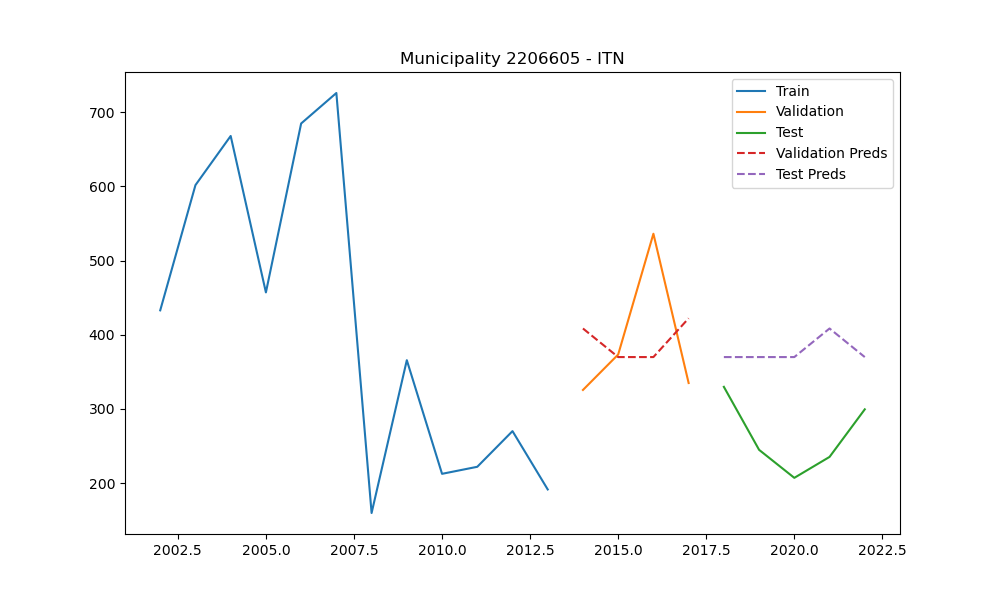 Municipality 2206605 - ITN
Train
Validation
Test
Validation Preds
Test Preds
700
600
500
400
300
200
2002.5 2005.0 2007.5 2010.0 2012.5 2015.0 2017.5 2020.0 2022.5